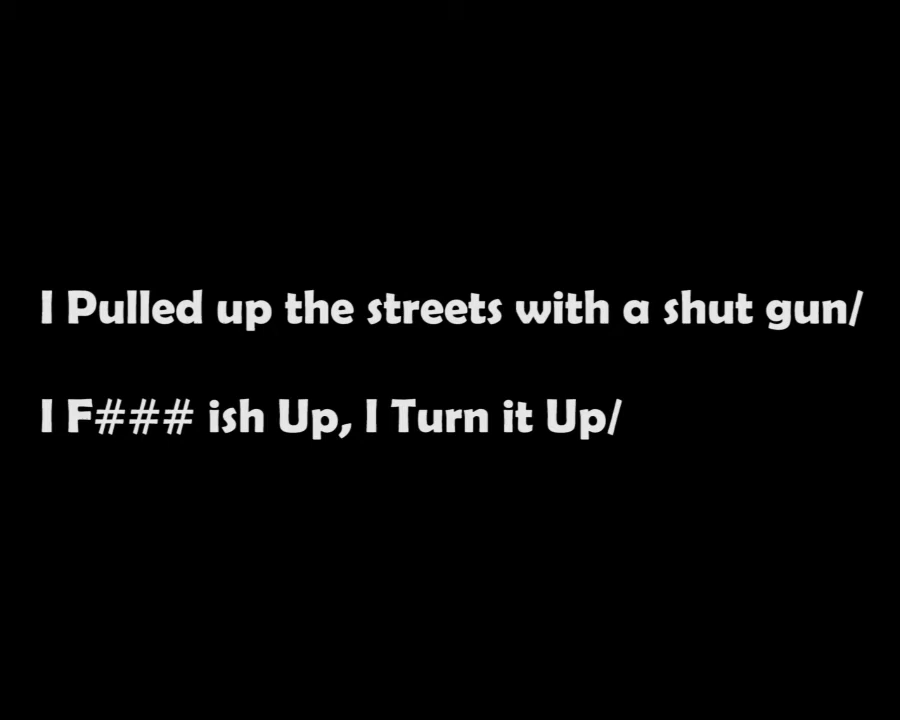 I Pulled up the streets with a shut gun/
I F### ish Up, I Turn it Up/